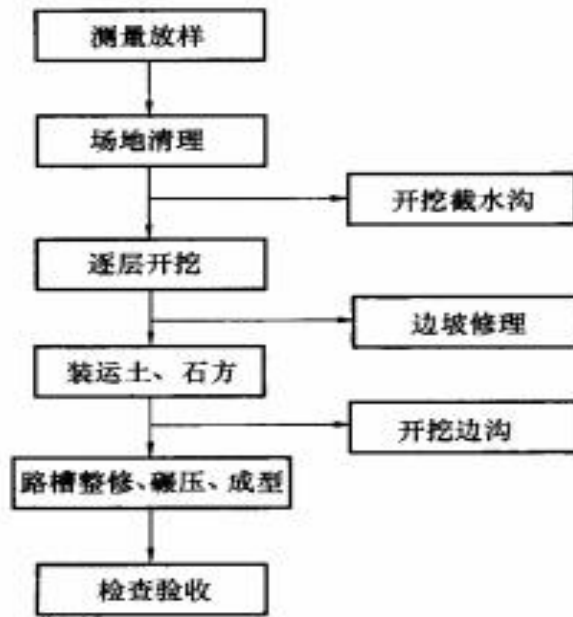 测量放样
场地清理
开挖截水沟
逐层开挖
边坡修理
装运土、石方
开挖边沟
路槽整修、碾压、成型
检查验收